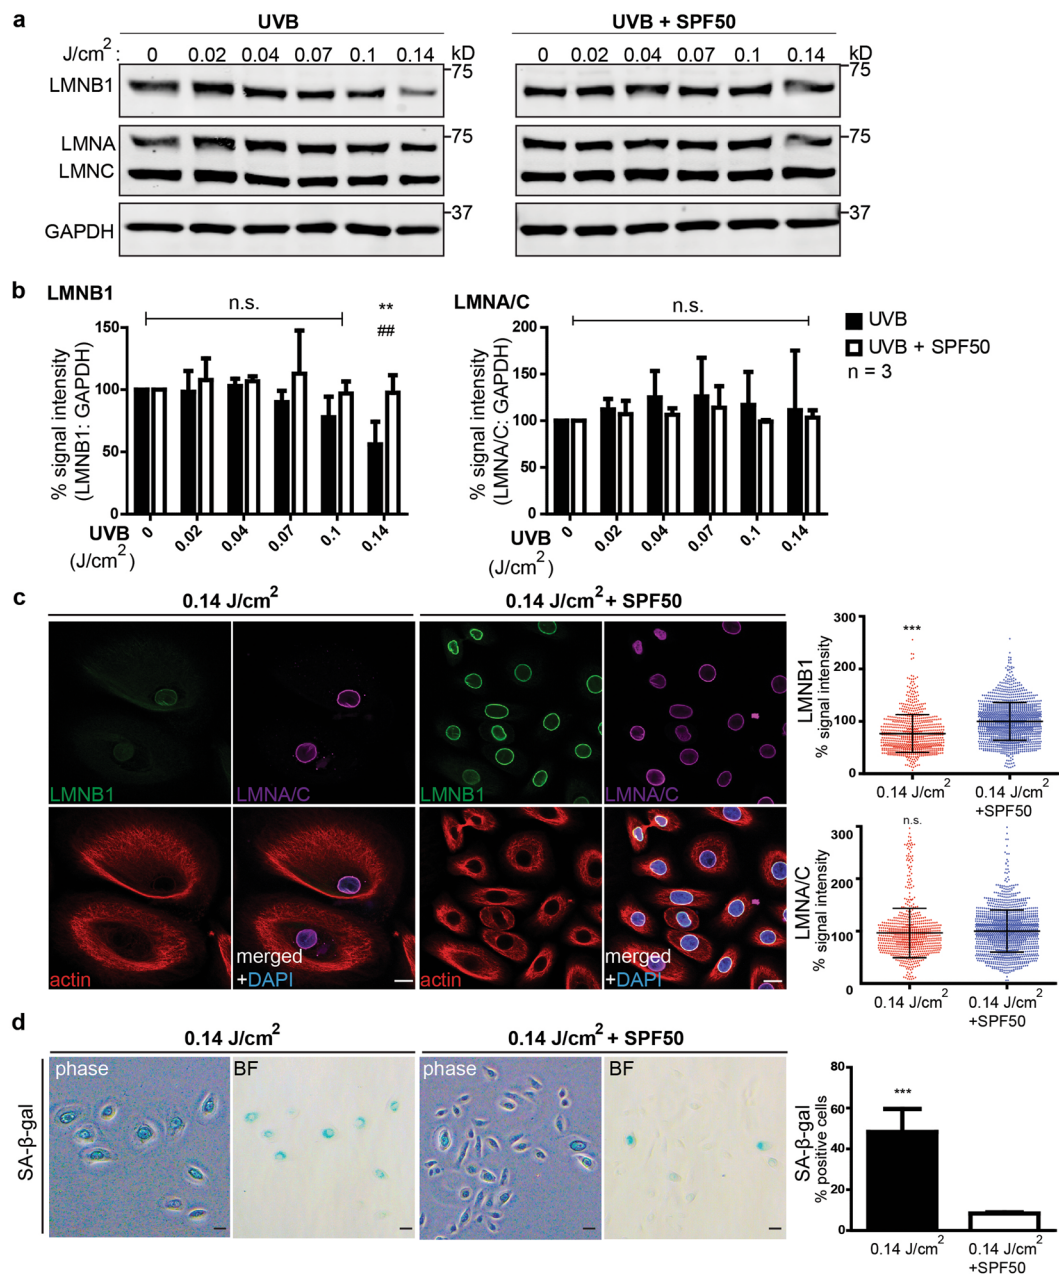 a
UVB
UVB + SPF50
J/cm2 : 0 0.02 0.04 0.07 0.1 0.14 kD
0 0.02 0.04 0.07 0.1 0.14 kD
LMNB1
75
75
LMNA
75
75
LMNC
GAPDH
37
37
b
LMNB1
n.s.
**
##
% signal intensity
(LMNB1: GAPDH)
150
100
50
0
UVB
(J/cm2)
0 0.02 0.04 0.07 0.1 0.14
LMNA/C
n.s.
% signal intensity
(LMNA/C: GAPDH)
200
150
100
50
0
UVB
(J/cm2)
0 0.02 0.04 0.07 0.1 0.14
UVB
UVB + SPF50
n = 3
c
0.14 J/cm2
0.14 J/cm2 + SPF50
LMNB1
LMNA/C
LMNB1
LMNA/C
actin
merged
+DAPI
actin
merged
+DAPI
LMNB1
% signal intensity
300
200
100
0
***
0.14 J/cm2
0.14 J/cm2
+SPF50
LMNA/C
% signal intensity
300
200
100
0
n.s.
0.14 J/cm2
0.14 J/cm2
+SPF50
d
0.14 J/cm2
0.14 J/cm2 + SPF50
SA-β-gal
phase
BF
phase
BF
SA-β-gal
% positive cells
80
60
40
20
0
***
0.14 J/cm2
0.14 J/cm2
+SPF50